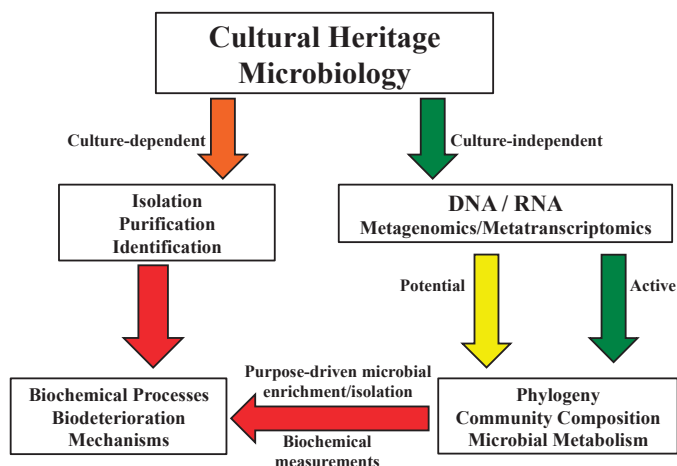 Cultural Heritage
Microbiology
Culture-dependent
Culture-independent
Isolation
Purification
Identification
DNA / RNA
Metagenomics/Metatranscriptomics
Potential
Active
Purpose-driven microbial
enrichment/isolation
Biochemical Processes
Biodeterioration
Mechanisms
Phylogeny
Community Composition
Microbial Metabolism
Biochemical
measurements